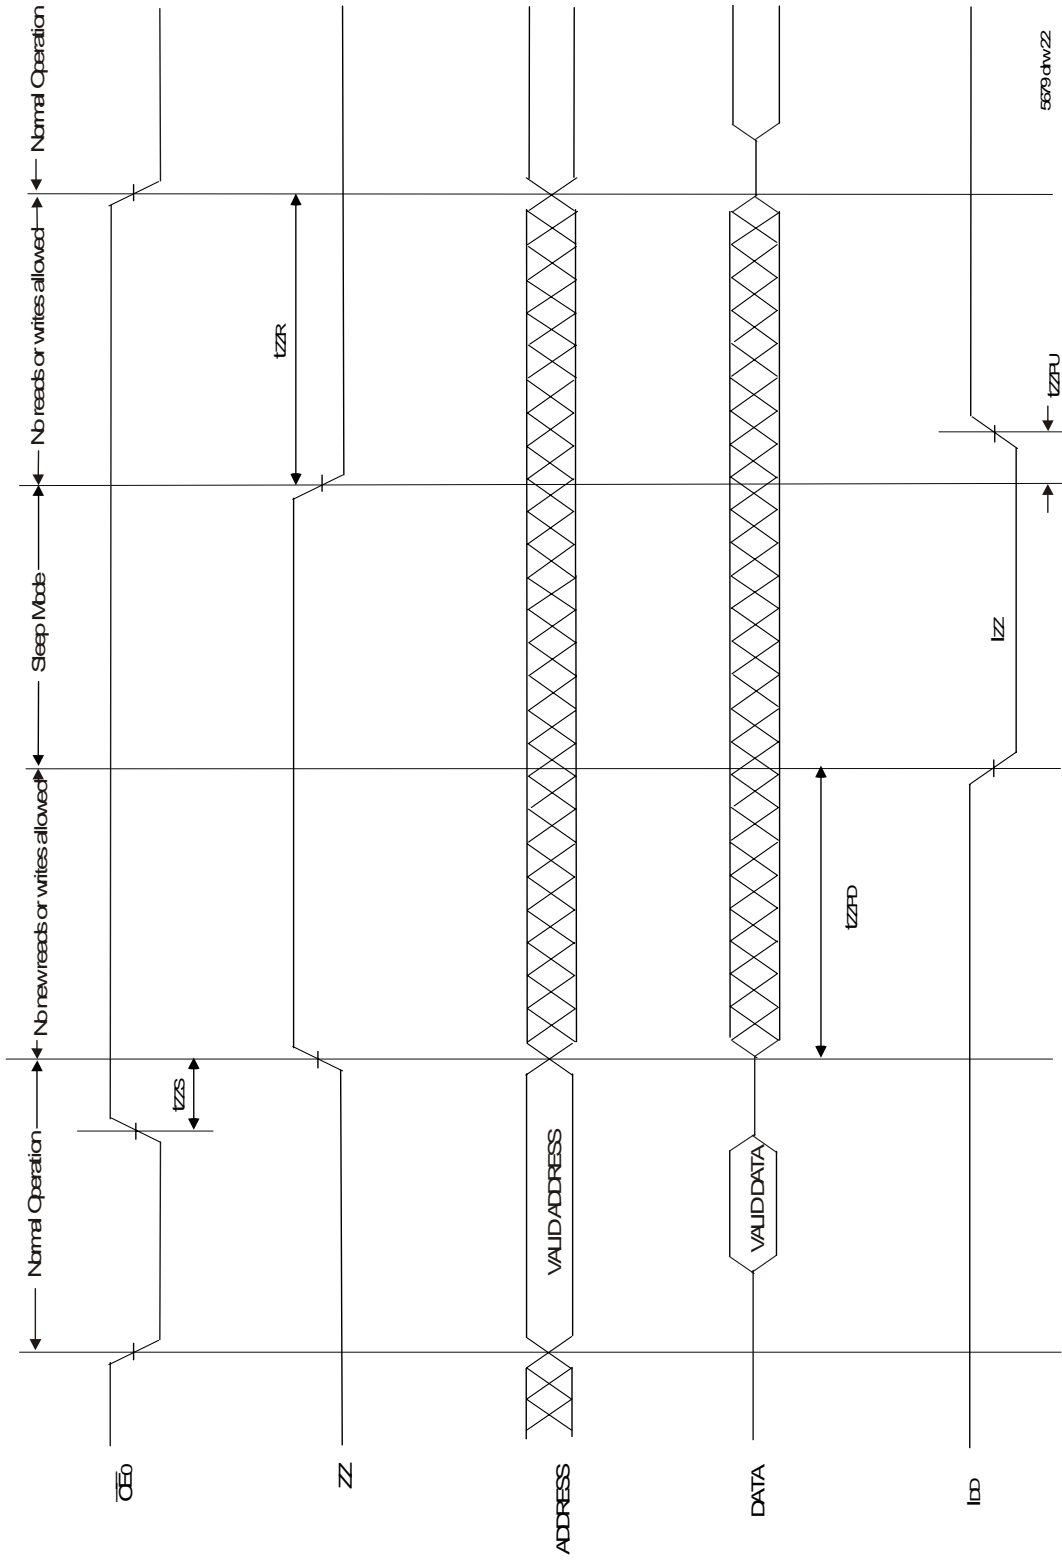 Normal Operation
No new reads or writes allowed
Sleep Mode
No reads or writes allowed
Normal Operation
OE0
tZZS
tZZR
ZZ
VALID ADDRESS
ADDRESS
VALID DATA
DATA
tZZPD
IZZ
IDD
tZZPU
5679 drw 22